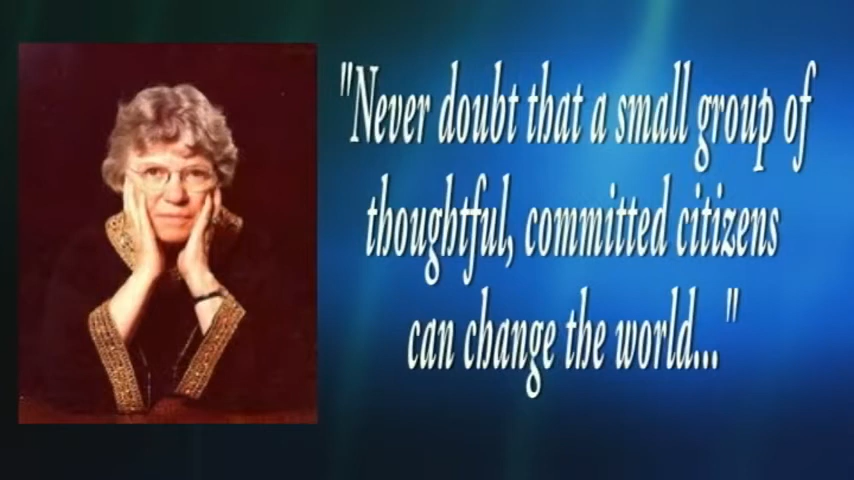 "Never doubt that a small group of
thoughtful, committed citizens
can change the world..."